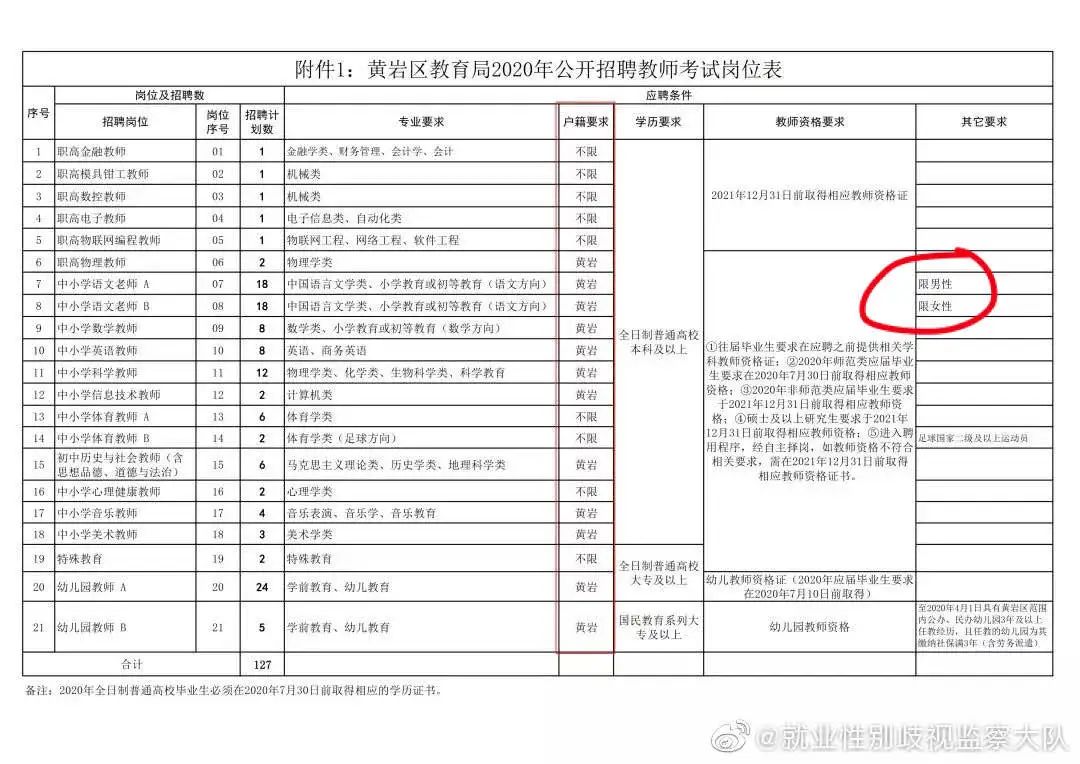 附件1：黄岩区教育局2020年公开招聘教师考试岗位表
序号 岗位及招聘数 应聘条件
招聘岗位 岗位序号 招聘计划数 专业要求 户籍要求 学历要求 教师资格要求 其它要求
1 职高金融教师 01 1 金融学类、财务管理、会计学、会计 不限
2 职高模具钳工教师 02 1 机械类 不限
3 职高数控教师 03 1 机械类 不限
4 职高电子教师 04 1 电子信息类、自动化类 不限
5 职高物联网编程教师 05 1 物联网工程、网络工程、软件工程 不限
2021年12月31日前取得相应教师资格证
6 职高物理教师 06 2 物理学类 黄岩
7 中小学语文老师 A 07 18 中国语言文学类、小学教育或初等教育（语文方向） 黄岩 限男性
8 中小学语文老师 B 08 18 中国语言文学类、小学教育或初等教育（语文方向） 黄岩 限女性
9 中小学数学教师 09 8 数学类、小学教育或初等教育（数学方向） 黄岩
10 中小学英语教师 10 8 英语、商务英语 黄岩
11 中小学科学教师 11 12 物理学类、化学类、生物科学类、科学教育 黄岩
12 中小学信息技术教师 12 2 计算机类 黄岩
13 中小学体育教师 A 13 6 体育学类 不限
14 中小学体育教师 B 14 2 体育学类（足球方向） 不限 足球国家二级及以上运动员
15 初中历史与社会教师（含
思想品德、道德与法治） 15 6 马克思主义理论类、历史学类、地理科学类 黄岩
16 中小学心理健康教师 16 2 心理学类 不限
17 中小学音乐教师 17 4 音乐表演、音乐学、音乐教育 黄岩
18 中小学美术教师 18 3 美术学类 黄岩
全日制普通高校
本科及以上
①往届毕业生要求在应聘之前提供相关学
科教师资格证；②2020年师范类应届毕业
生要求在2020年7月30日前取得相应教师
资格；③2020年非师范类应届毕业生要求
于2021年12月31日前取得相应教师资
格；④硕士及以上研究生要求于2021年
12月31日前取得相应教师资格；⑤进入聘
用程序，经自主择岗，如教师资格不符合
相关要求，需在2021年12月31日前取得
相应教师资格证书。
19 特殊教育 19 2 特殊教育 不限
20 幼儿园教师 A 20 24 学前教育、幼儿教育 黄岩
全日制普通高校
大专及以上
幼儿教师资格证（2020年应届毕业生要求
在2020年7月10日前取得）
21 幼儿园教师 B 21 5 学前教育、幼儿教育 黄岩
国民教育系列大
专及以上
幼儿园教师资格
至2020年4月1日具有黄岩区范围
内公办、民办幼儿园3年及以上
任教经历，且任教的幼儿园为其
缴纳社保满3年（含劳务派遣）
合计 127
备注：2020年全日制普通高校毕业生必须在2020年7月30日前取得相应的学历证书。
@就业性别歧视监察大队